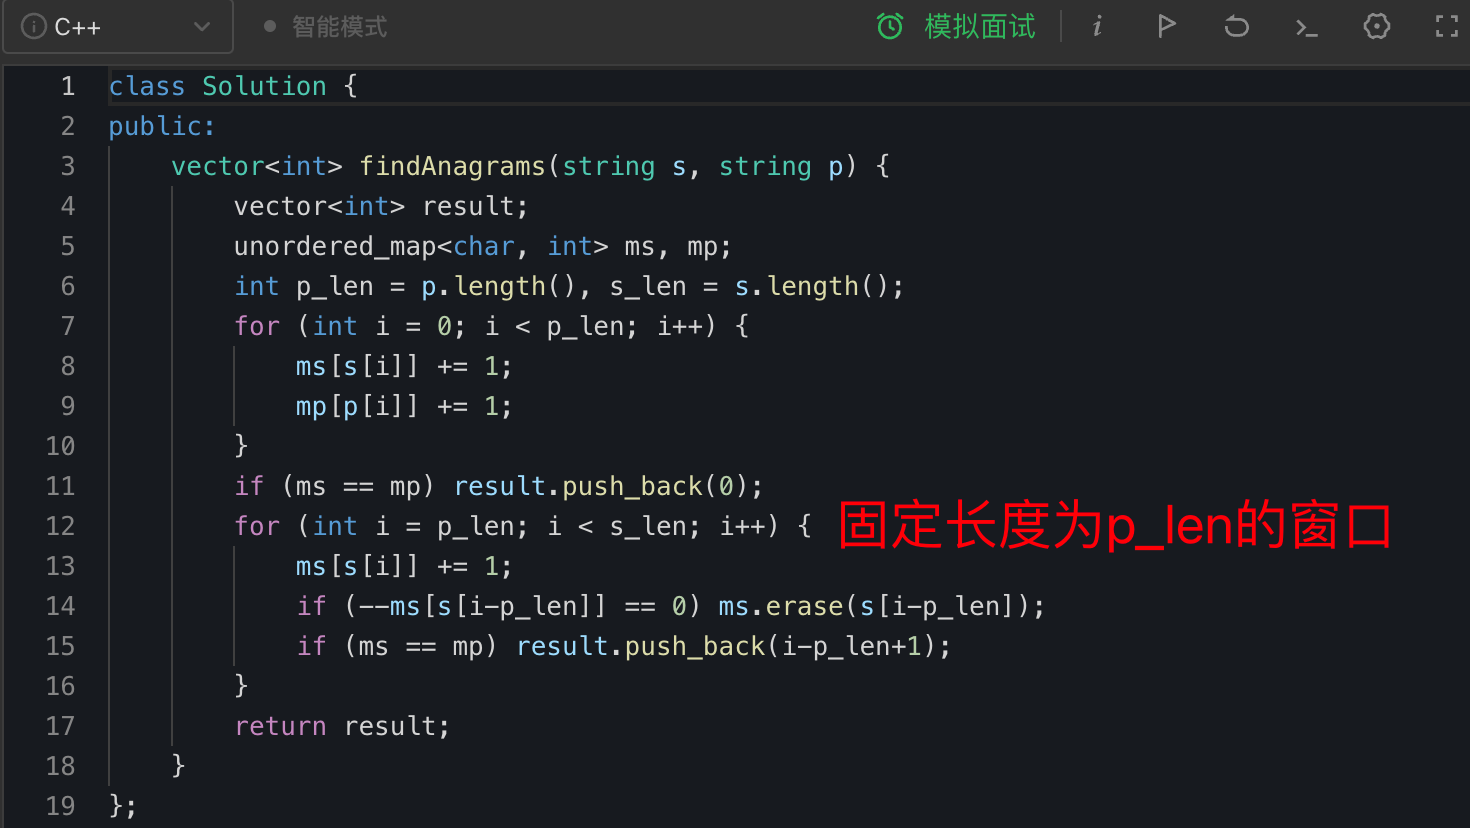 C++ 智能模式 模拟面试
1 class Solution {
2 public:
3 vector<int> findAnagrams(string s, string p) {
4 vector<int> result;
5 unordered_map<char, int> ms, mp;
6 int p_len = p.length(), s_len = s.length();
7 for (int i = 0; i < p_len; i++) {
8 ms[s[i]] += 1;
9 mp[p[i]] += 1;
10 }
11 if (ms == mp) result.push_back(0);
12 for (int i = p_len; i < s_len; i++) { 固定长度为p_len的窗口
13 ms[s[i]] += 1;
14 if (--ms[s[i-p_len]] == 0) ms.erase(s[i-p_len]);
15 if (ms == mp) result.push_back(i-p_len+1);
16 }
17 return result;
18 }
19 };